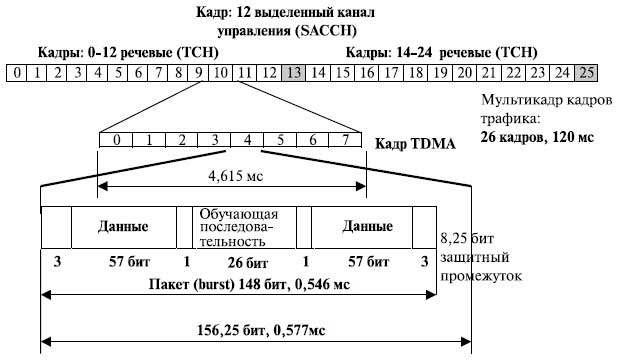 Кадр: 12 выделенный канал
управления (SACCH)
Кадры: 0-12 речевые (TCH)
Кадры: 14-24 речевые (TCH)
0 1 2 3 4 5 6 7 8 9 10 11 12 13 14 15 16 17 18 19 20 21 22 23 24 25
Мультикадр кадров
трафика:
26 кадров, 120 мс
0 1 2 3 4 5 6 7
Кадр TDMA
4,615 мс
Данные
Обучающая
последова-
тельность
Данные
8,25 бит
защитный
промежуток
3 57 бит 1 26 бит 1 57 бит 3
Пакет (burst) 148 бит, 0,546 мс
156,25 бит, 0,577мс